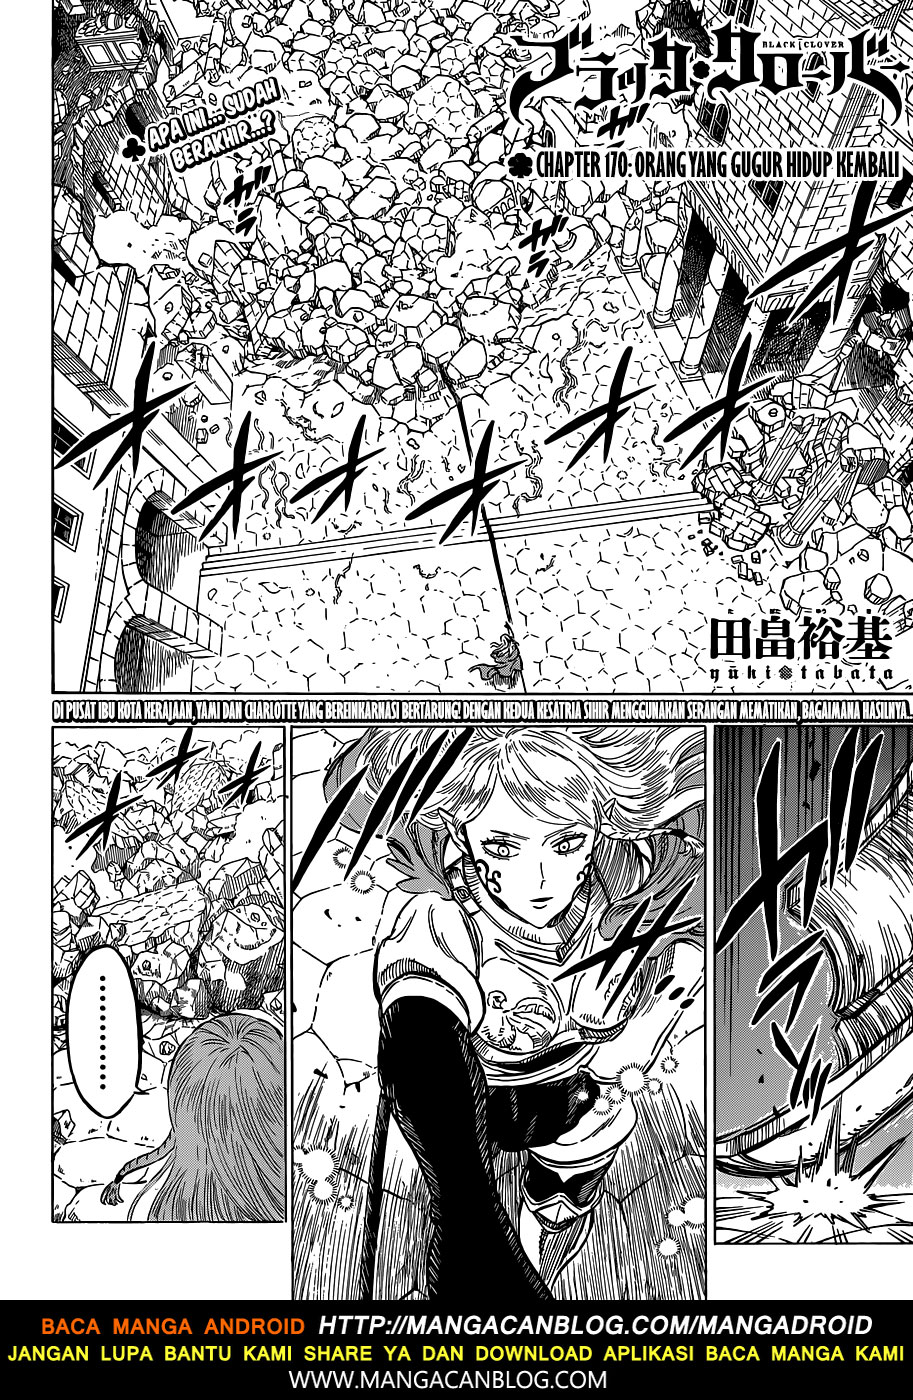 BLACK CLOVER
ブラック・クローバー
♣ APA INI... SUDAH
BERAKHIR...?
CHAPTER 170: ORANG YANG GUGUR HIDUP KEMBALI
田畠裕基
yūki tabata
DI PUSAT IBU KOTA KERAJAAN, YAMI DAN CHARLOTTE YANG BEREINKARNASI BERTARUNG! DENGAN KEDUA KESATRIA SIHIR MENGGUNAKAN SERANGAN MEMATIKAN, BAGAIMANA HASILNYA..
.........
BACA MANGA ANDROID HTTP://MANGACANBLOG.COM/MANGADROID
JANGAN LUPA BANTU KAMI SHARE YA DAN DOWNLOAD APLIKASI BACA MANGA KAMI
WWW.MANGACANBLOG.COM